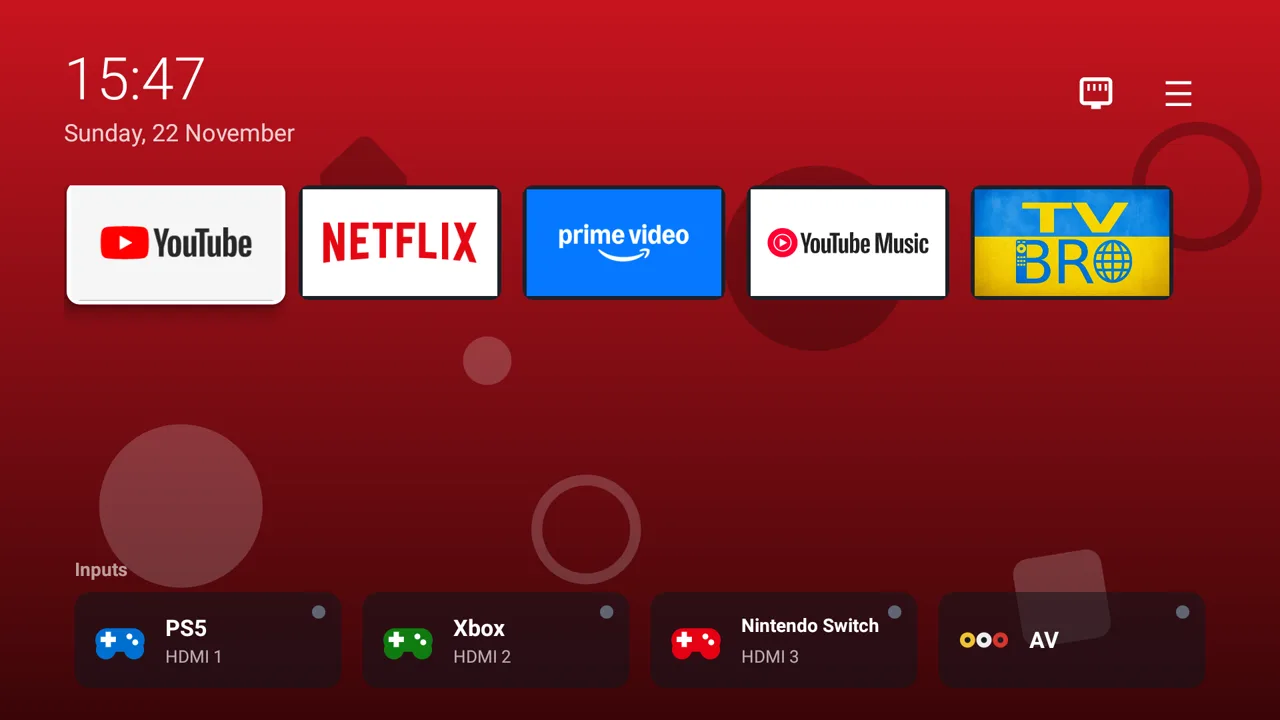 15:47
Sunday, 22 November
YouTube
NETFLIX
prime video
YouTube Music
TV
BRO
Inputs
PS5
HDMI 1
Xbox
HDMI 2
Nintendo Switch
HDMI 3
AV